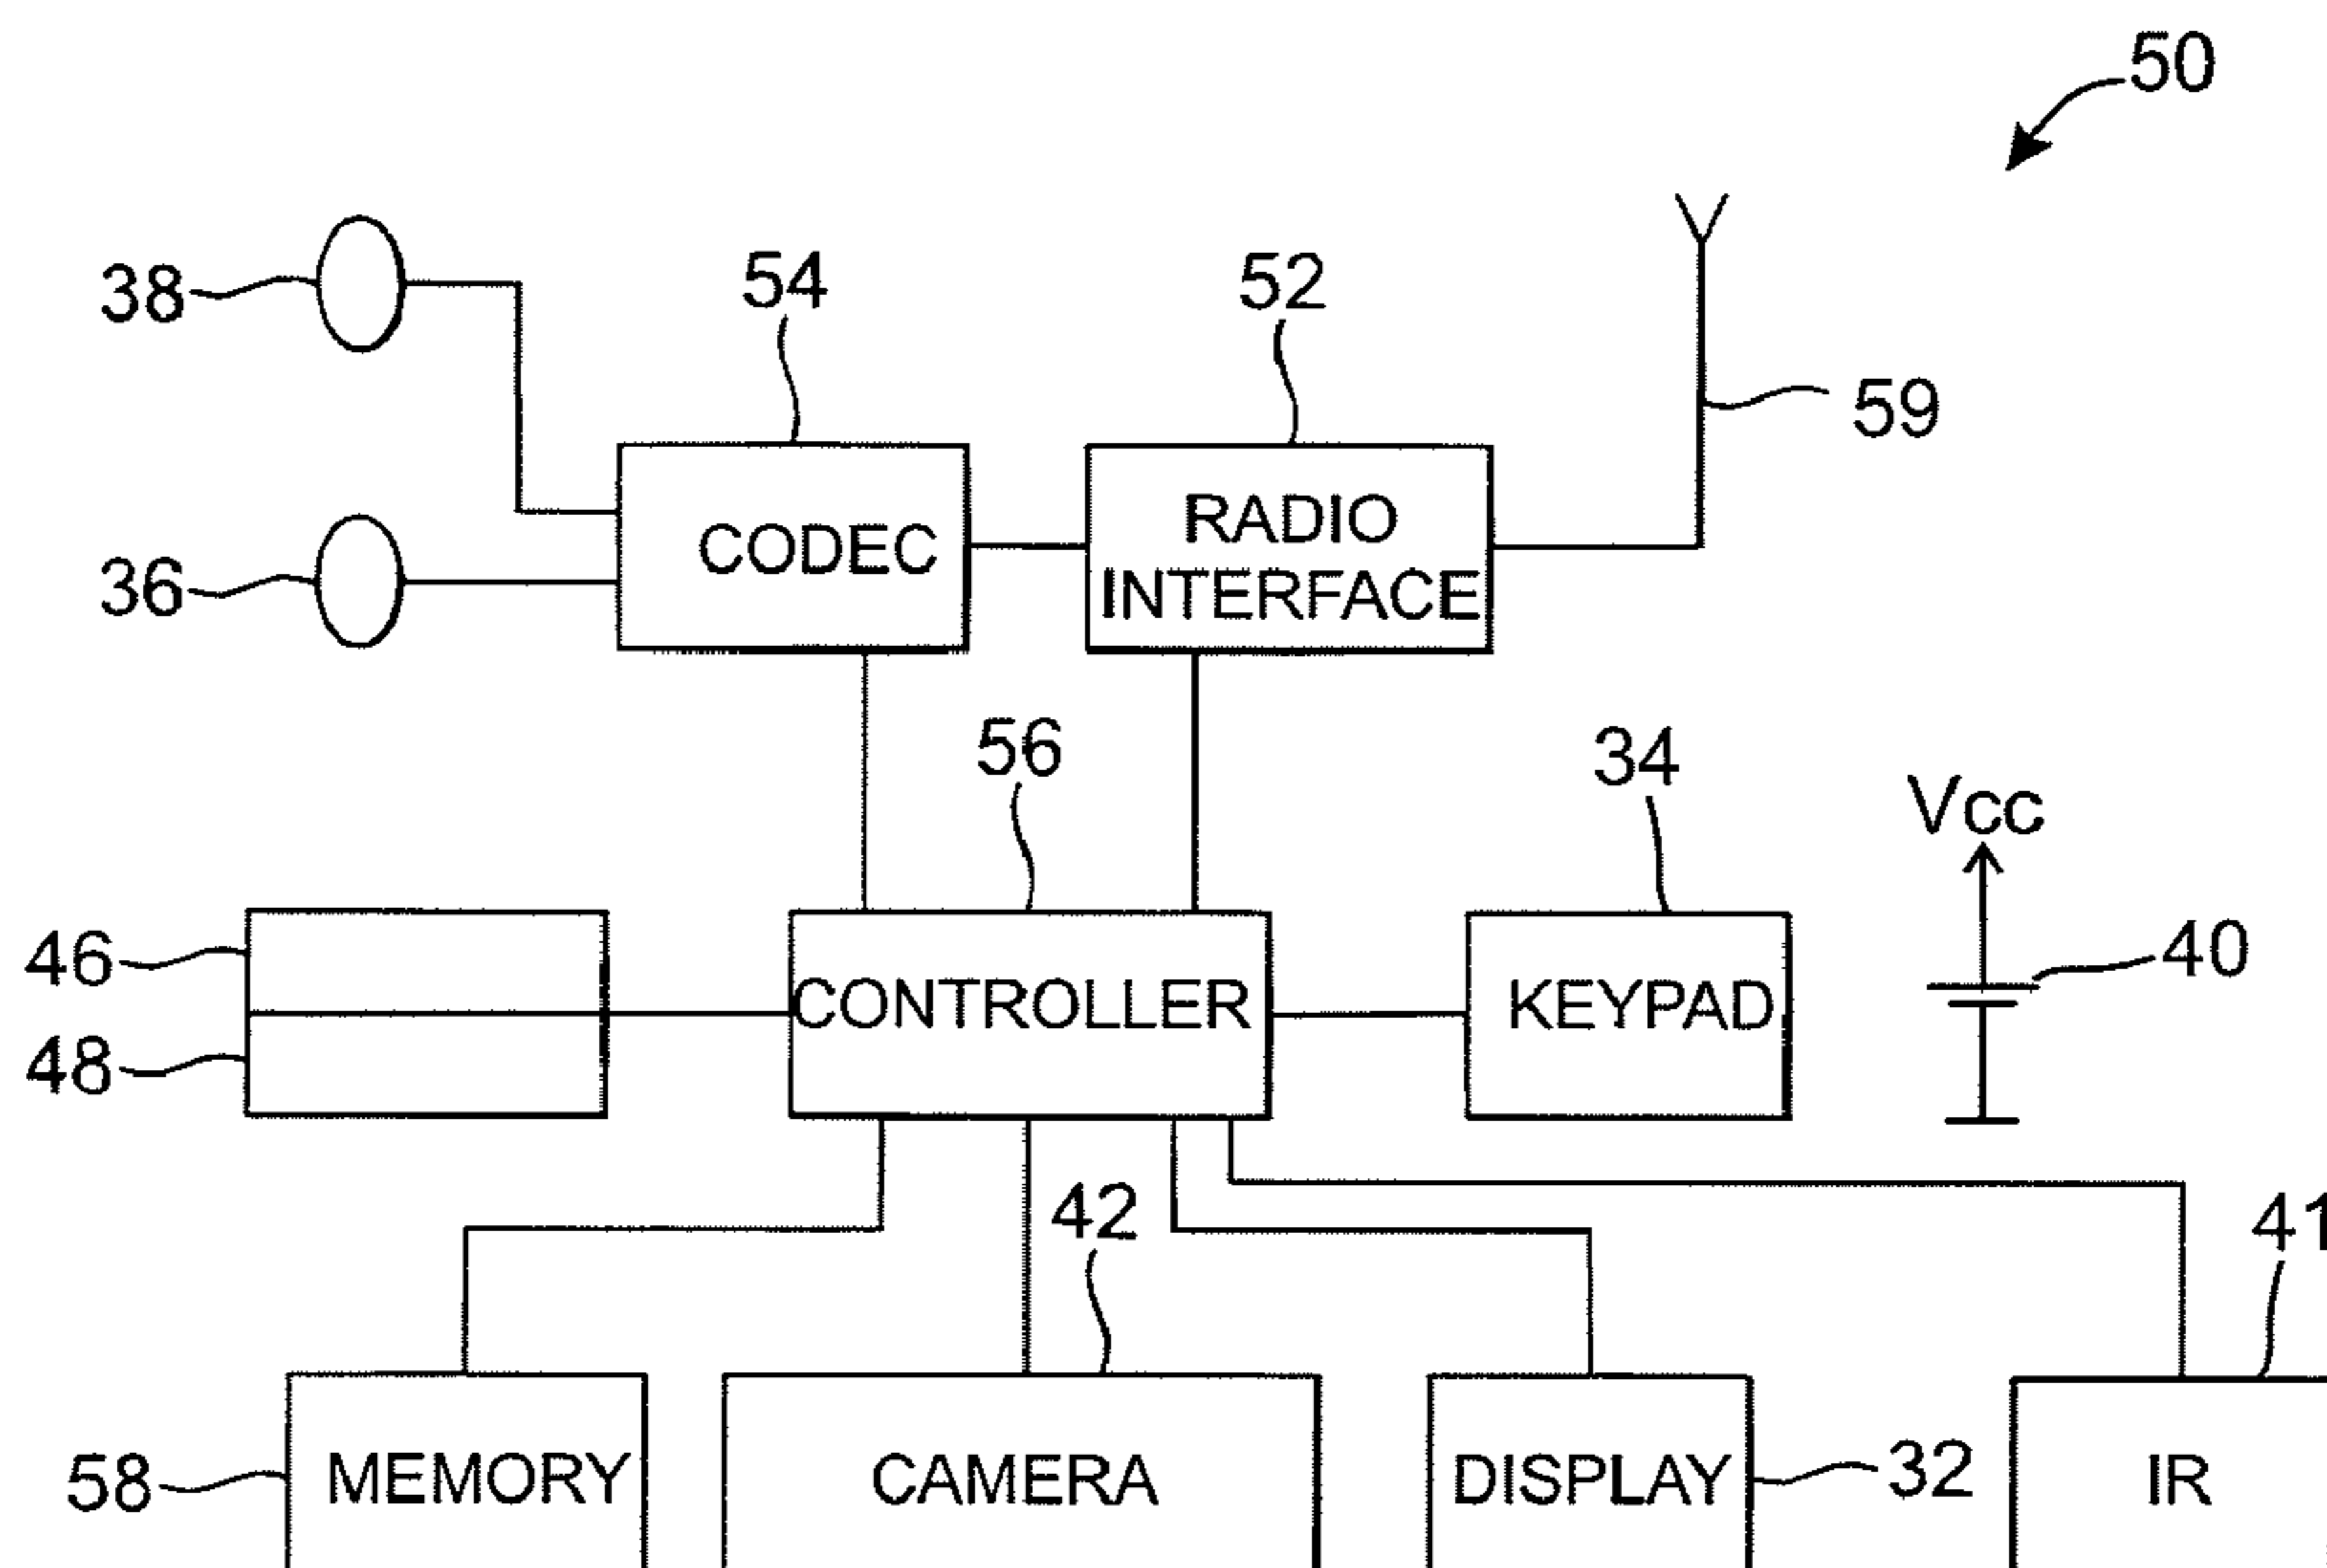 50
54
52
38
59
CODEC
RADIO
INTERFACE
36
56
34
Vcc
46
CONTROLLER
KEYPAD
40
48
42
41
58
MEMORY
CAMERA
DISPLAY
32
IR